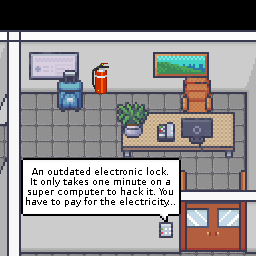 An outdated electronic lock.
It only takes one minute on a
super computer to hack it. You
have to pay for the electricity...